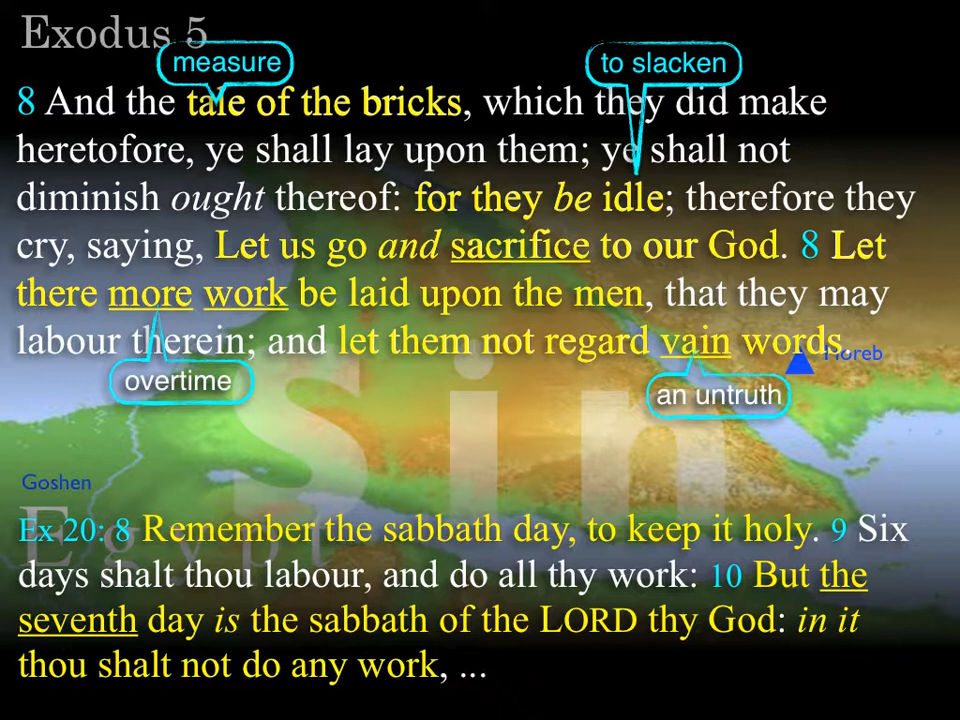 Exodus 5
measure
to slacken
8 And the tale of the bricks, which they did make
heretofore, ye shall lay upon them; ye shall not
diminish ought thereof: for they be idle; therefore they
cry, saying, Let us go and sacrifice to our God. 8 Let
there more work be laid upon the men, that they may
labour therein; and let them not regard vain words.
Horeb
overtime
an untruth
Sin
Goshen
Egypt
Ex 20: 8 Remember the sabbath day, to keep it holy. 9 Six
days shalt thou labour, and do all thy work: 10 But the
seventh day is the sabbath of the LORD thy God: in it
thou shalt not do any work, ...